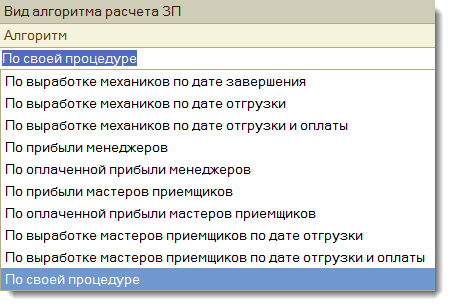 Вид алгоритма расчета ЗП
Алгоритм
По своей процедуре
По выработке механиков по дате завершения
По выработке механиков по дате отгрузки
По выработке механиков по дате отгрузки и оплаты
По прибыли менеджеров
По оплаченной прибыли менеджеров
По прибыли мастеров приемщиков
По оплаченной прибыли мастеров приемщиков
По выработке мастеров приемщиков по дате отгрузки
По выработке мастеров приемщиков по дате отгрузки и оплаты
По своей процедуре